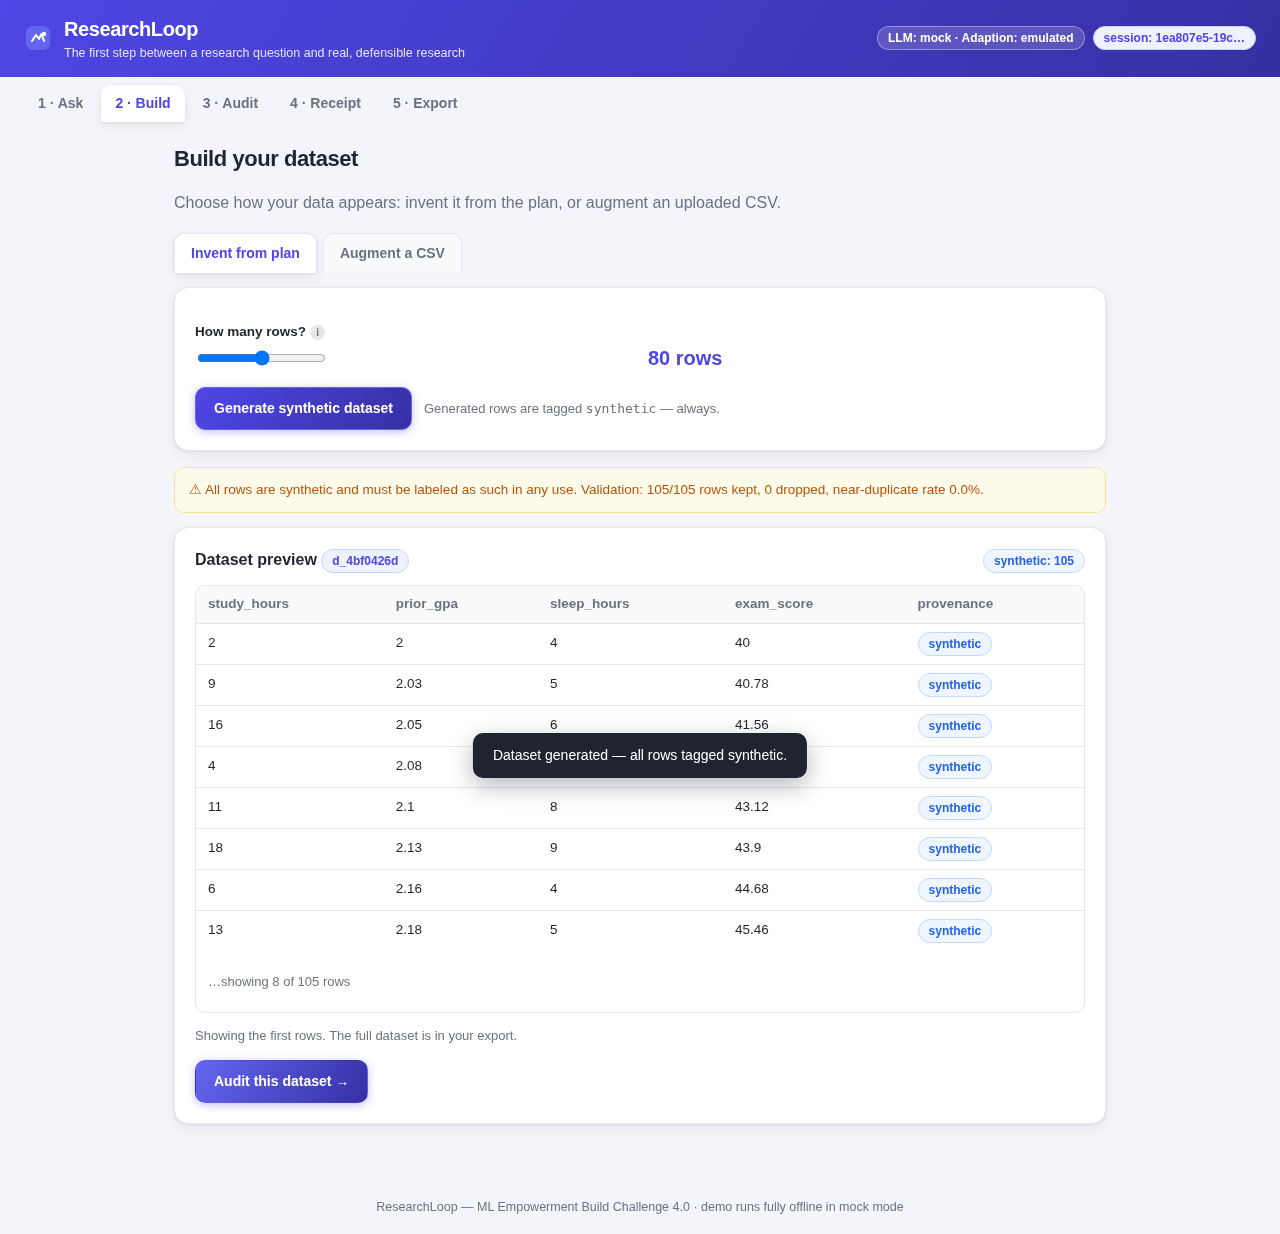 ResearchLoop
The first step between a research question and real, defensible research
LLM: mock · Adaption: emulated
session: 1ea807e5-19c…
1 · Ask
2 · Build
3 · Audit
4 · Receipt
5 · Export
Build your dataset
Choose how your data appears: invent it from the plan, or augment an uploaded CSV.
Invent from plan
Augment a CSV
How many rows? i
80 rows
Generate synthetic dataset
Generated rows are tagged synthetic — always.
⚠ All rows are synthetic and must be labeled as such in any use. Validation: 105/105 rows kept, 0 dropped, near-duplicate rate 0.0%.
Dataset preview d_4bf0426d
synthetic: 105
study_hours prior_gpa sleep_hours exam_score provenance
2 2 4 40 synthetic
9 2.03 5 40.78 synthetic
16 2.05 6 41.56 synthetic
4 2.08 synthetic
Dataset generated — all rows tagged synthetic.
11 2.1 8 43.12 synthetic
18 2.13 9 43.9 synthetic
6 2.16 4 44.68 synthetic
13 2.18 5 45.46 synthetic
…showing 8 of 105 rows
Showing the first rows. The full dataset is in your export.
Audit this dataset →
ResearchLoop — ML Empowerment Build Challenge 4.0 · demo runs fully offline in mock mode